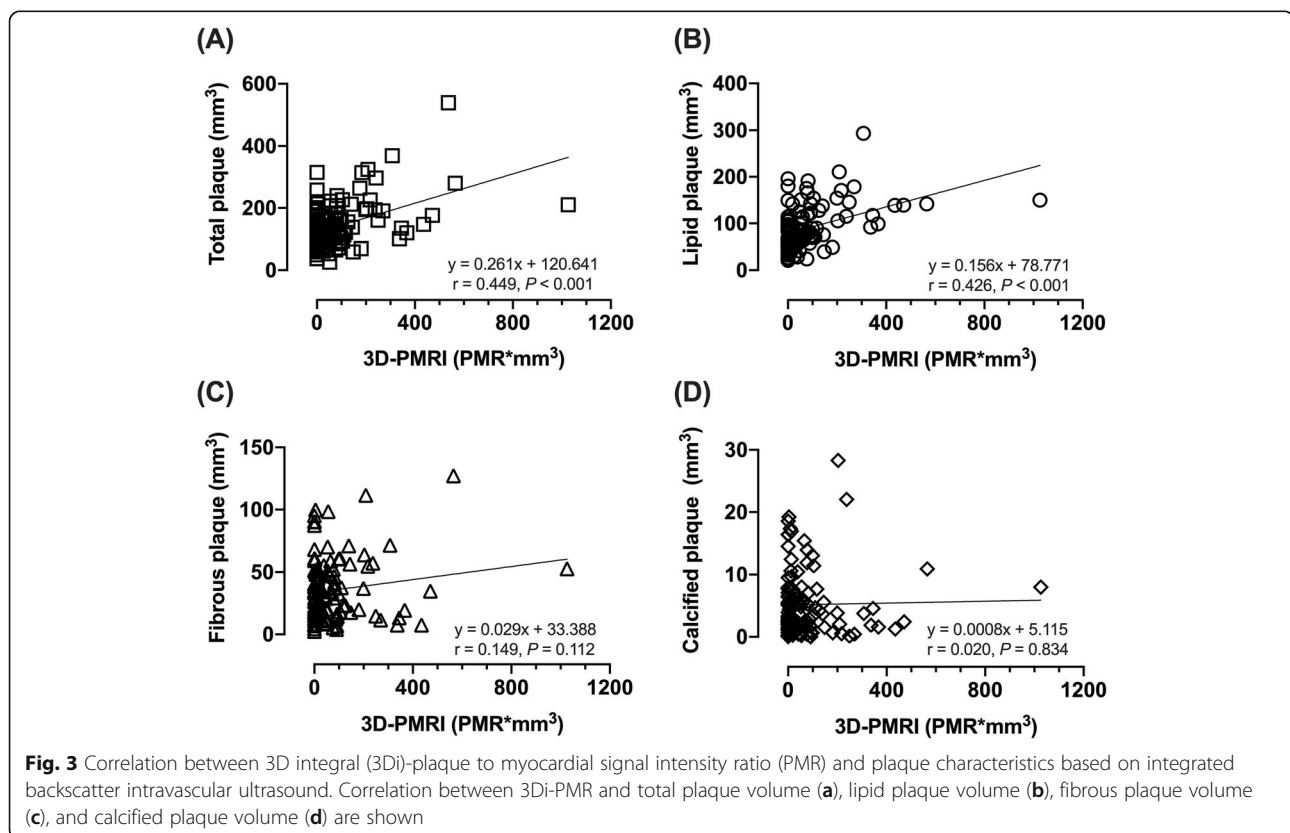 (A)
Total plaque (mm³)
600
400
200
0
0 400 800 1200
y = 0.261x + 120.641
r = 0.449, P < 0.001
3D-PMRI (PMR*mm³)
(B)
Lipid plaque (mm³)
400
300
200
100
0
0 400 800 1200
y = 0.156x + 78.771
r = 0.426, P < 0.001
3D-PMRI (PMR*mm³)
(C)
Fibrous plaque (mm³)
150
100
50
0
0 400 800 1200
y = 0.029x + 33.388
r = 0.149, P = 0.112
3D-PMRI (PMR*mm³)
(D)
Calcified plaque (mm³)
30
20
10
0
0 400 800 1200
y = 0.0008x + 5.115
r = 0.020, P = 0.834
3D-PMRI (PMR*mm³)
Fig. 3 Correlation between 3D integral (3Di)-plaque to myocardial signal intensity ratio (PMR) and plaque characteristics based on integrated
backscatter intravascular ultrasound. Correlation between 3Di-PMR and total plaque volume (a), lipid plaque volume (b), fibrous plaque volume
(c), and calcified plaque volume (d) are shown